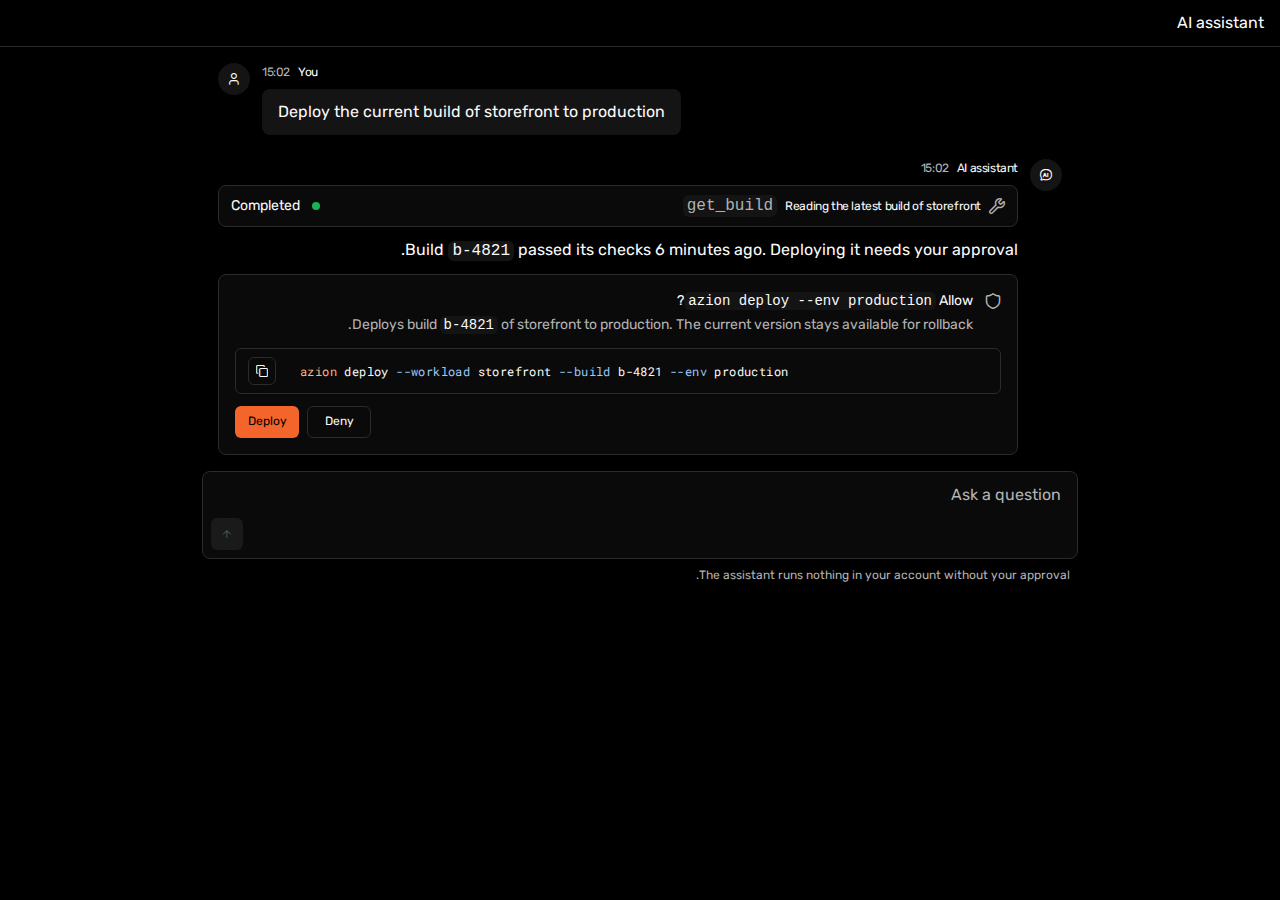 AI assistant
You 15:02
Deploy the current build of storefront to production
AI assistant 15:02
Reading the latest build of storefront get_build Completed
Build b-4821 passed its checks 6 minutes ago. Deploying it needs your approval.
Allow azion deploy --env production?
Deploys build b-4821 of storefront to production. The current version stays available for rollback.
azion deploy --workload storefront --build b-4821 --env production
Deny Deploy
Ask a question
The assistant runs nothing in your account without your approval.